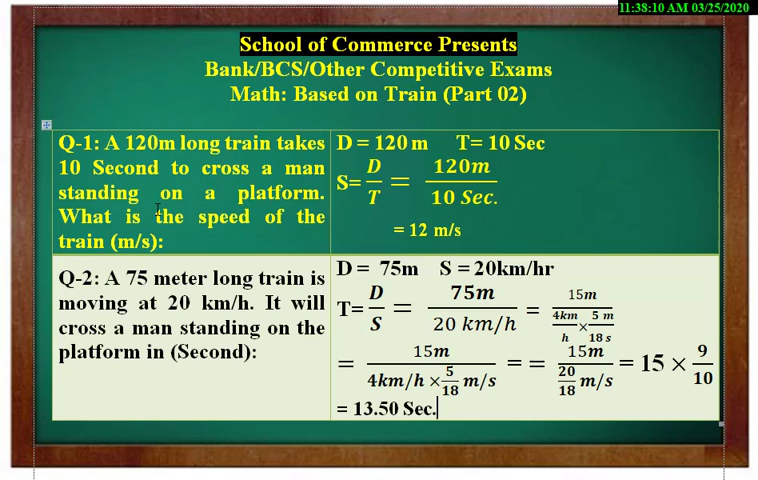 11:38:10 AM 03/25/2020
School of Commerce Presents
Bank/BCS/Other Competitive Exams
Math: Based on Train (Part 02)
Q-1: A 120m long train takes
10 Second to cross a man
standing on a platform.
What is the speed of the
train (m/s):
D = 120 m T= 10 Sec
S= D/T = 120m / 10 Sec.
= 12 m/s
Q-2: A 75 meter long train is
moving at 20 km/h. It will
cross a man standing on the
platform in (Second):
D = 75m S = 20km/hr
T= D/S = 75m / 20 km/h = 15m / 4km/h × 5 m/18 s
= 15m / 4km/h × 5/18 m/s = = 15m / 20/18 m/s = 15 × 9/10
= 13.50 Sec.